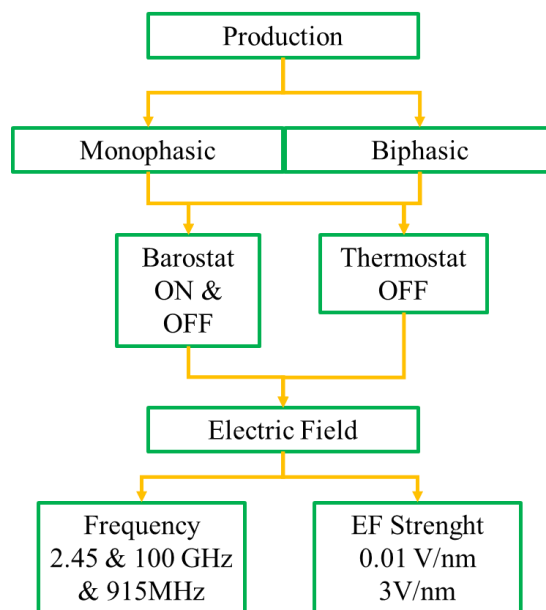 Production
Monophasic
Biphasic
Barostat
ON &
OFF
Thermostat
OFF
Electric Field
Frequency
2.45 & 100 GHz
& 915MHz
EF Strenght
0.01 V/nm
3V/nm